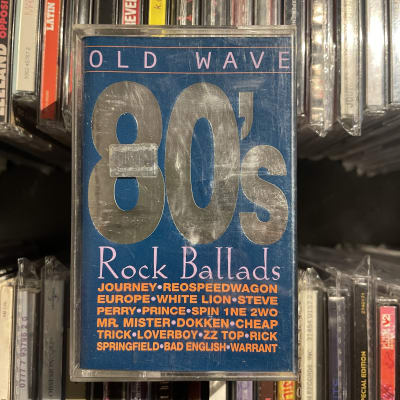 OLD WAVE
80's
Rock Ballads
JOURNEY•REOSPEEDWAGON
EUROPE•WHITE LION•STEVE
PERRY•PRINCE•SPIN 1NE 2WO
MR. MISTER•DOKKEN•CHEAP
TRICK•LOVERBOY•ZZ TOP•RICK
SPRINGFIELD•BAD ENGLISH•WARRANT
LATIN